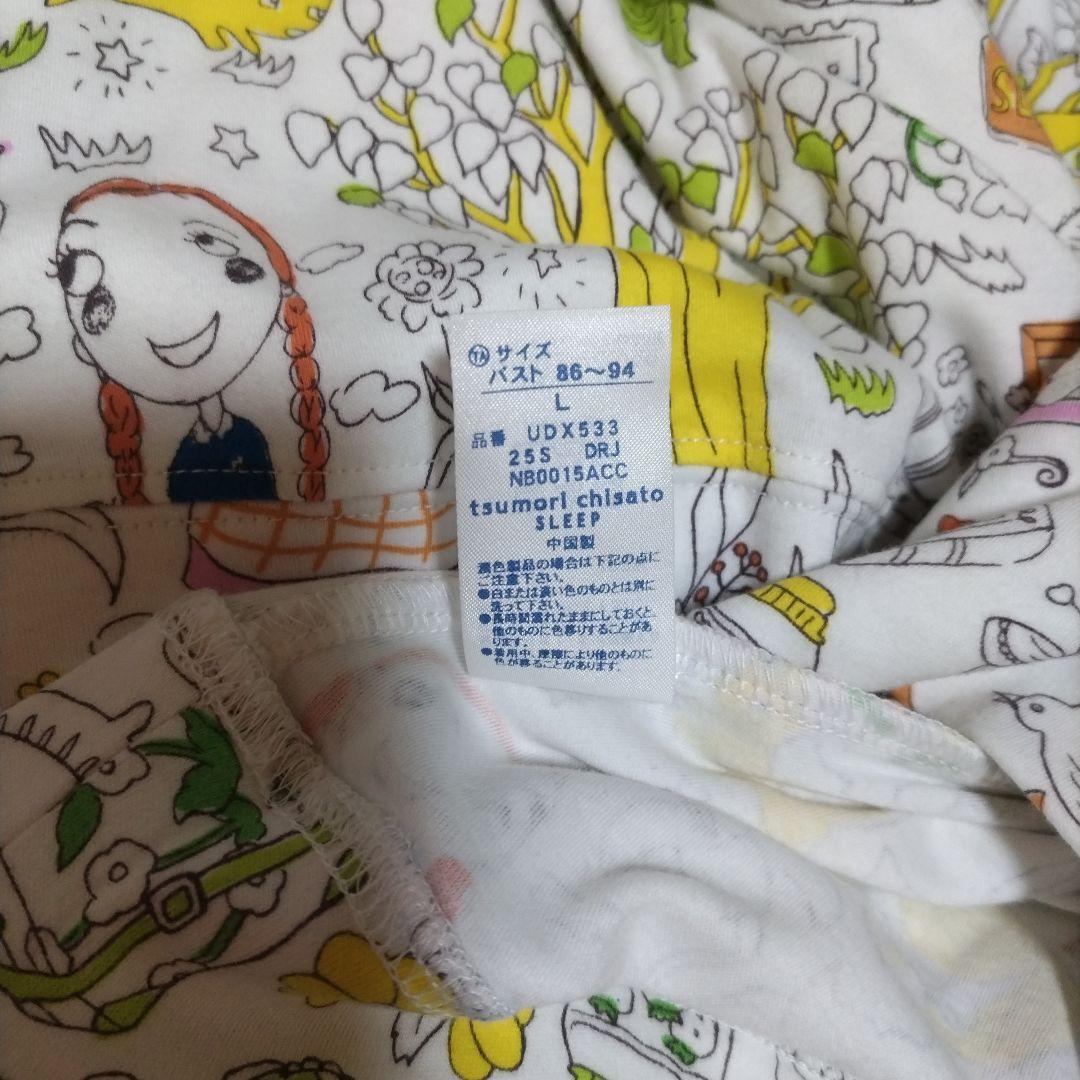 TA サイズ
バスト 86～94
L
品番 UDX533
25S DRJ
NB0015ACC
tsumori chisato
SLEEP
中国製
濃色製品の場合は下記の点に
ご注意下さい。
●白または淡い色のものとは別に
洗って下さい。
●長時間濡れたままにしておくと
他のものに色移りすることがあ
ります。
●着用中、摩擦により他のものに
色が移ることがあります。